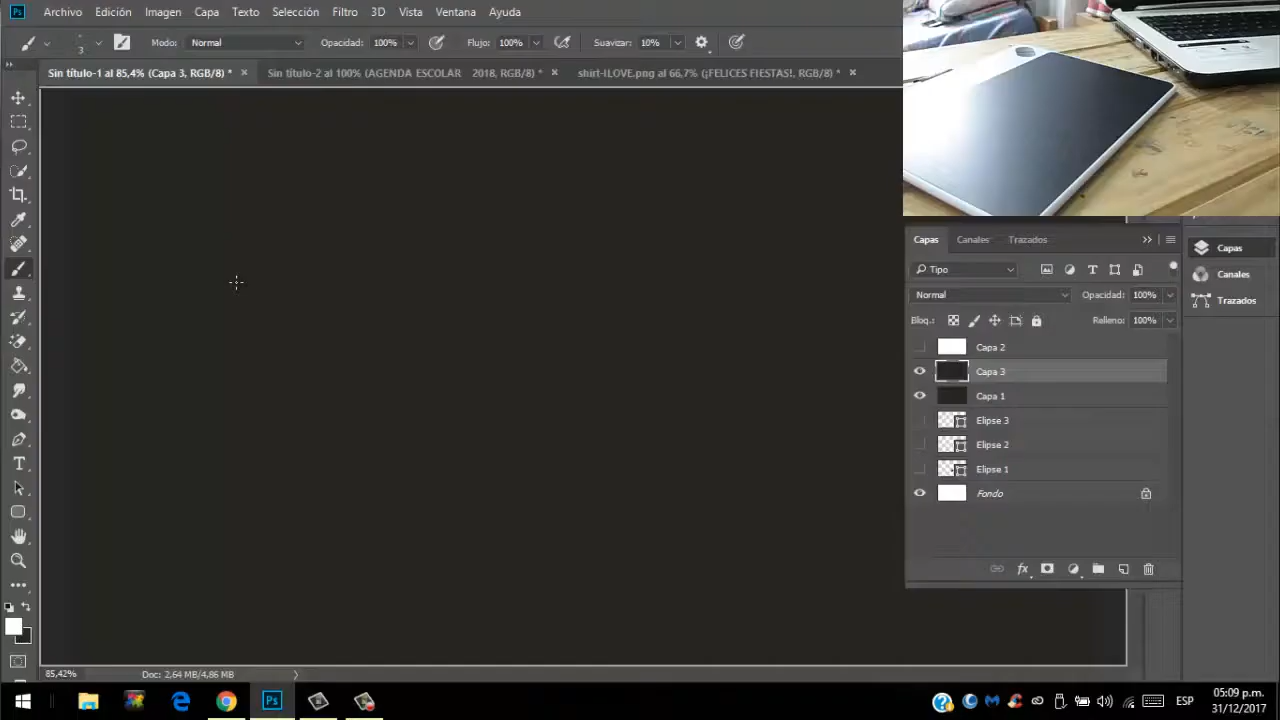 Ps Archivo Edición Imagen Capa Texto Selección Filtro 3D Vista Ventana Ayuda
3 Modo: Normal Opacidad: 100% Flujo: 100% Suavizar: 10%
Sin título-1 al 85,4% (Capa 3, RGB/8) * × Sin título-2 al 100% (AGENDA ESCOLAR 2018, RGB/8) * × shirt-ILOVE.png al 66,7% (¡FELICES FIESTAS!, RGB/8) * ×
Capas Canales Trazados
Capas
Tipo
Canales
Normal Opacidad: 100%
Trazados
Bloq.: Relleno: 100%
Capa 2
Capa 3
Capa 1
Elipse 3
Elipse 2
Elipse 1
Fondo
85,42% Doc: 2,64 MB/4,86 MB
Ps ESP 05:09 p.m.
31/12/2017